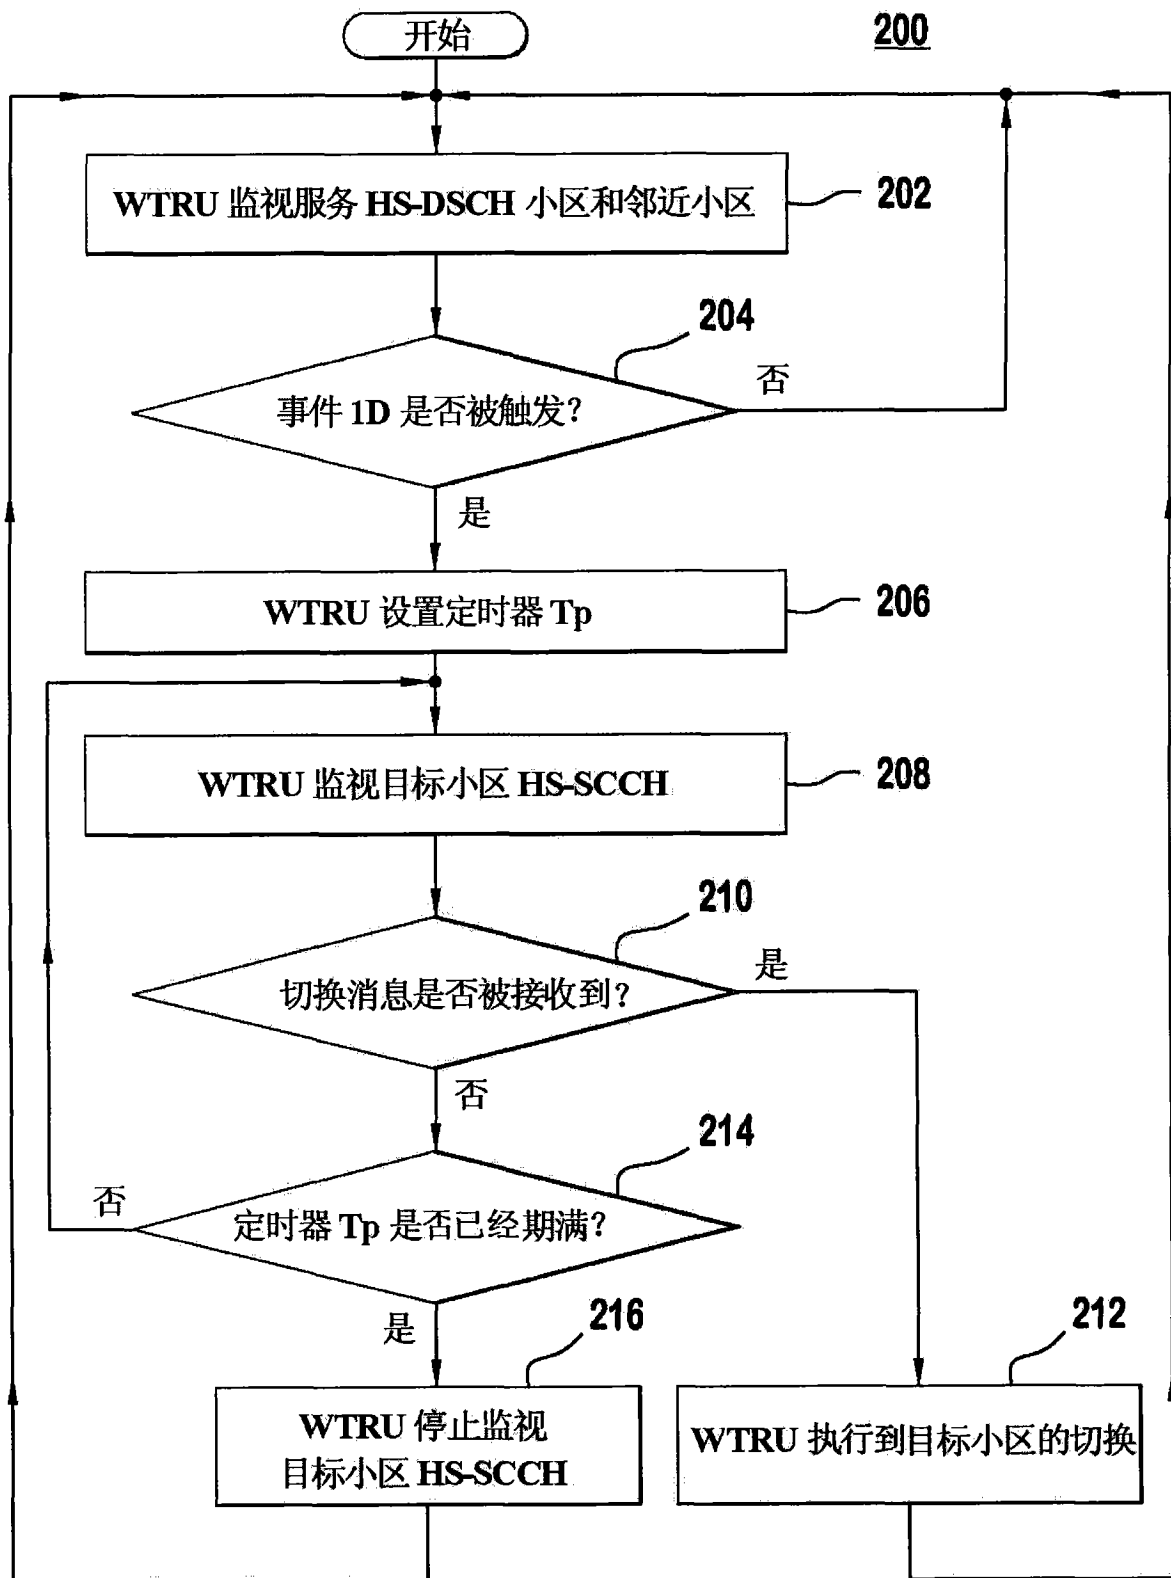 开始
200
WTRU 监视服务 HS-DSCH 小区和邻近小区
202
204
事件 1D 是否被触发?
否
是
WTRU 设置定时器 Tp
206
WTRU 监视目标小区 HS-SCCH
208
210
切换消息是否被接收到?
是
否
214
否
定时器 Tp 是否已经期满?
是
216
212
WTRU 停止监视
目标小区 HS-SCCH
WTRU 执行到目标小区的切换